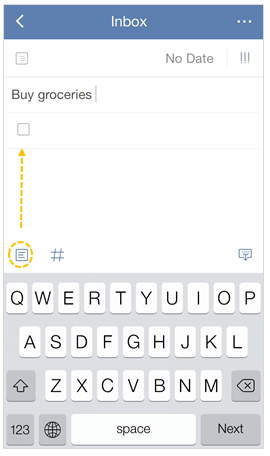 Inbox
No Date
!!!
Buy groceries
#
Q W E R T Y U I O P
A S D F G H J K L
Z X C V B N M
123 space Next